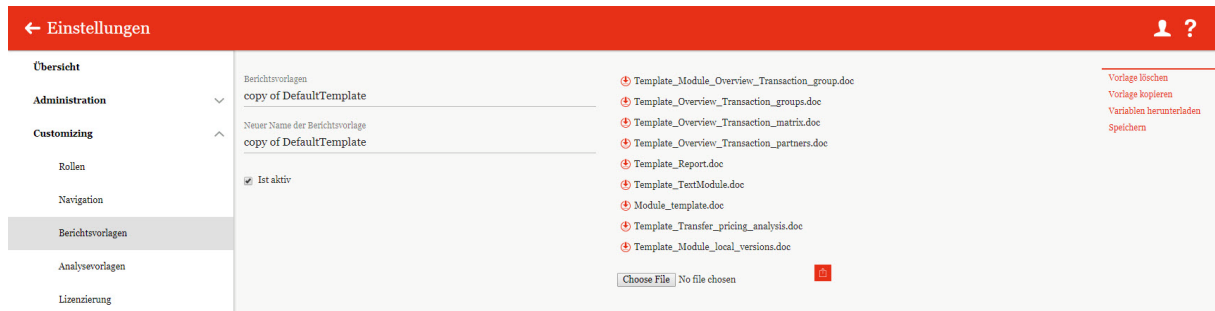 Einstellungen
?
Übersicht
Administration
Customizing
Rollen
Navigation
Berichtsvorlagen
Analysevorlagen
Lizenzierung
Berichtsvorlagen
copy of DefaultTemplate
Neuer Name der Berichtsvorlage
copy of DefaultTemplate
Ist aktiv
Template_Module_Overview_Transaction_group.doc
Template_Overview_Transaction_groups.doc
Template_Overview_Transaction_matrix.doc
Template_Overview_Transaction_partners.doc
Template_Report.doc
Template_TextModule.doc
Module_template.doc
Template_Transfer_pricing_analysis.doc
Template_Module_local_versions.doc
Choose File No file chosen
Vorlage löschen
Vorlage kopieren
Variablen herunterladen
Speichern